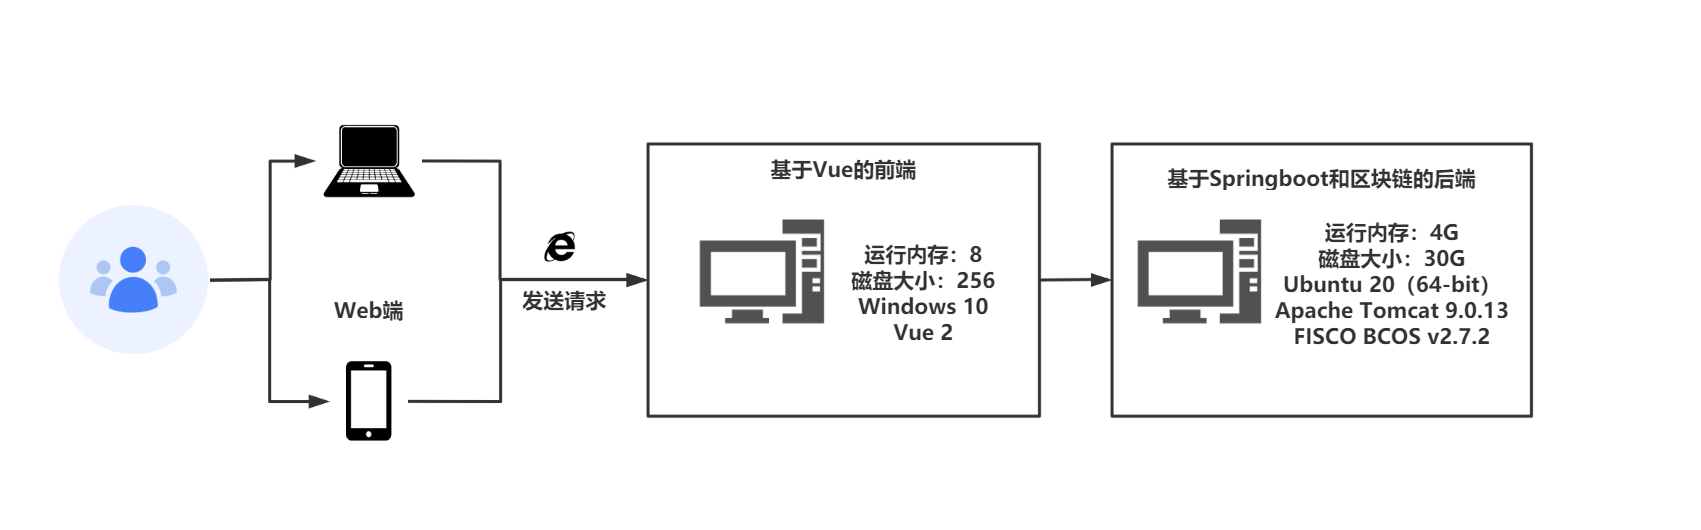 Web端
发送请求
基于Vue的前端
运行内存：8
磁盘大小：256
Windows 10
Vue 2
基于Springboot和区块链的后端
运行内存：4G
磁盘大小：30G
Ubuntu 20（64-bit）
Apache Tomcat 9.0.13
FISCO BCOS v2.7.2